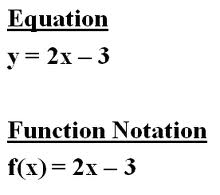 Equation
y = 2x – 3
Function Notation
f(x) = 2x – 3